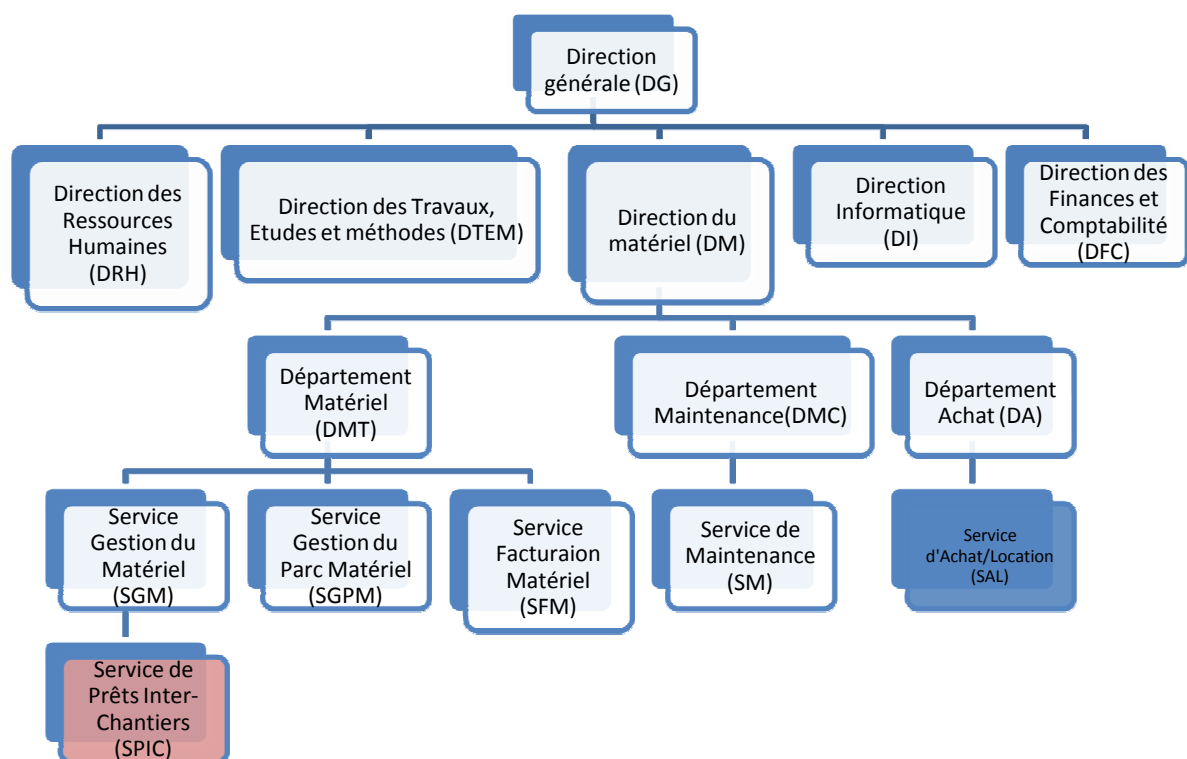 Direction
générale (DG)
Direction des
Ressources
Humaines
(DRH)
Direction des Travaux,
Etudes et méthodes (DTEM)
Direction du
matériel (DM)
Direction
Informatique
(DI)
Direction des
Finances et
Comptabilité
(DFC)
Département
Matériel
(DMT)
Département
Maintenance(DMC)
Département
Achat (DA)
Service
Gestion du
Matériel
(SGM)
Service
Gestion du
Parc Matériel
(SGPM)
Service
Facturaion
Matériel
(SFM)
Service de
Maintenance
(SM)
Service
d'Achat/Location
(SAL)
Service de
Prêts Inter-
Chantiers
(SPIC)